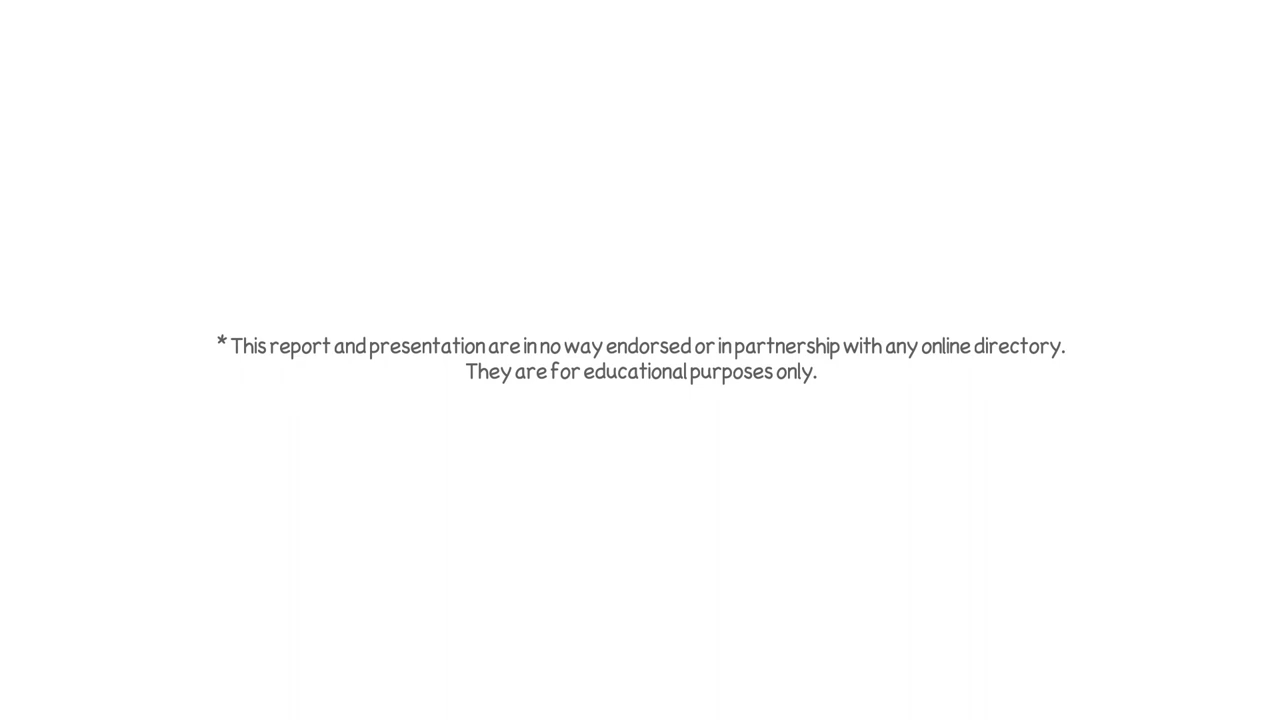 * This report and presentation are in no way endorsed or in partnership with any online directory.
They are for educational purposes only.